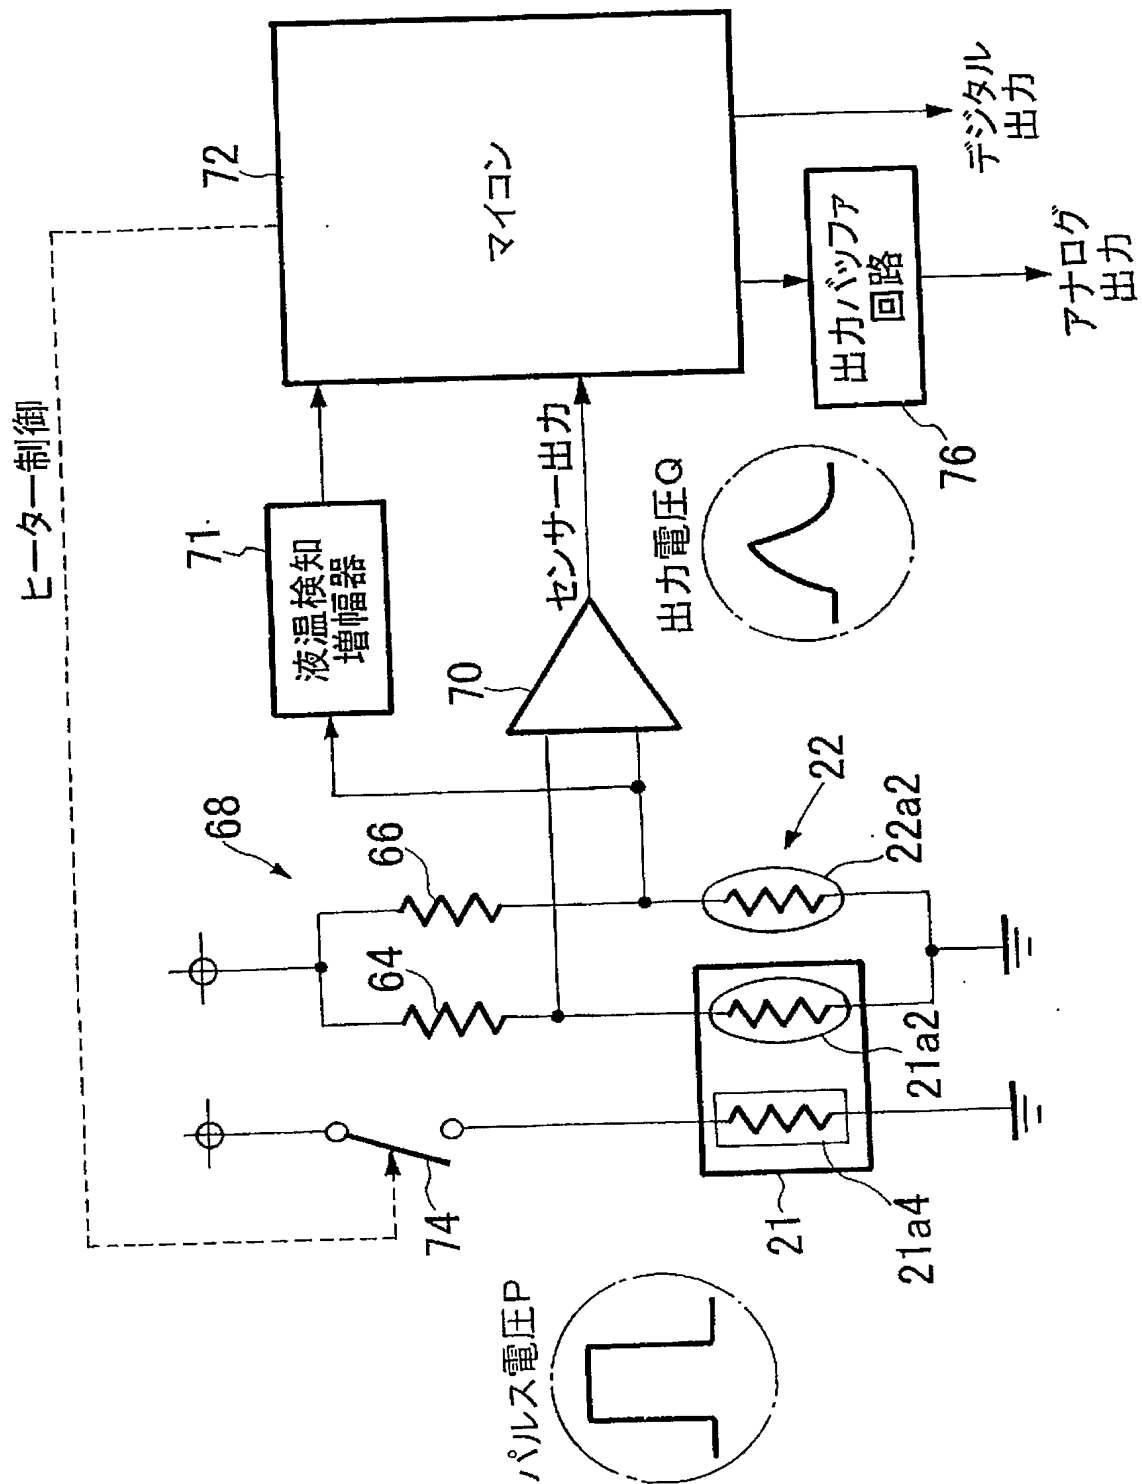 ヒーター制御
72
マイコン
71
液温検知
増幅器
センサー出力
70
68
66
64
デジタル
出力
アナログ
出力
出力バッファ
回路
76
出力電圧Q
22
22a2
21a2
21
21a4
74
パルス電圧P